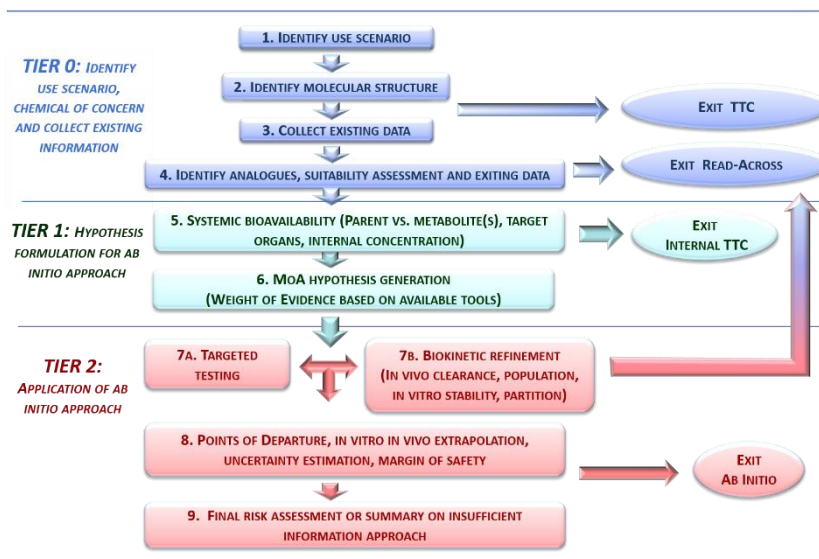 1. IDENTIFY USE SCENARIO
TIER 0: IDENTIFY
USE SCENARIO,
CHEMICAL OF CONCERN
AND COLLECT EXISTING
INFORMATION
2. IDENTIFY MOLECULAR STRUCTURE
EXIT TTC
3. COLLECT EXISTING DATA
4. IDENTIFY ANALOGUES, SUITABILITY ASSESSMENT AND EXITING DATA
EXIT READ-ACROSS
TIER 1: HYPOTHESIS
FORMULATION FOR AB
INITIO APPROACH
5. SYSTEMIC BIOAVAILABILITY (PARENT VS. METABOLITE(S), TARGET
ORGANS, INTERNAL CONCENTRATION)
EXIT
INTERNAL TTC
6. MOA HYPOTHESIS GENERATION
(WEIGHT OF EVIDENCE BASED ON AVAILABLE TOOLS)
TIER 2:
APPLICATION OF AB
INITIO APPROACH
7A. TARGETED
TESTING
7B. BIOKINETIC REFINEMENT
(IN VIVO CLEARANCE, POPULATION,
IN VITRO STABILITY, PARTITION)
8. POINTS OF DEPARTURE, IN VITRO IN VIVO EXTRAPOLATION,
UNCERTAINTY ESTIMATION, MARGIN OF SAFETY
EXIT
AB INITIO
9. FINAL RISK ASSESSMENT OR SUMMARY ON INSUFFICIENT
INFORMATION APPROACH